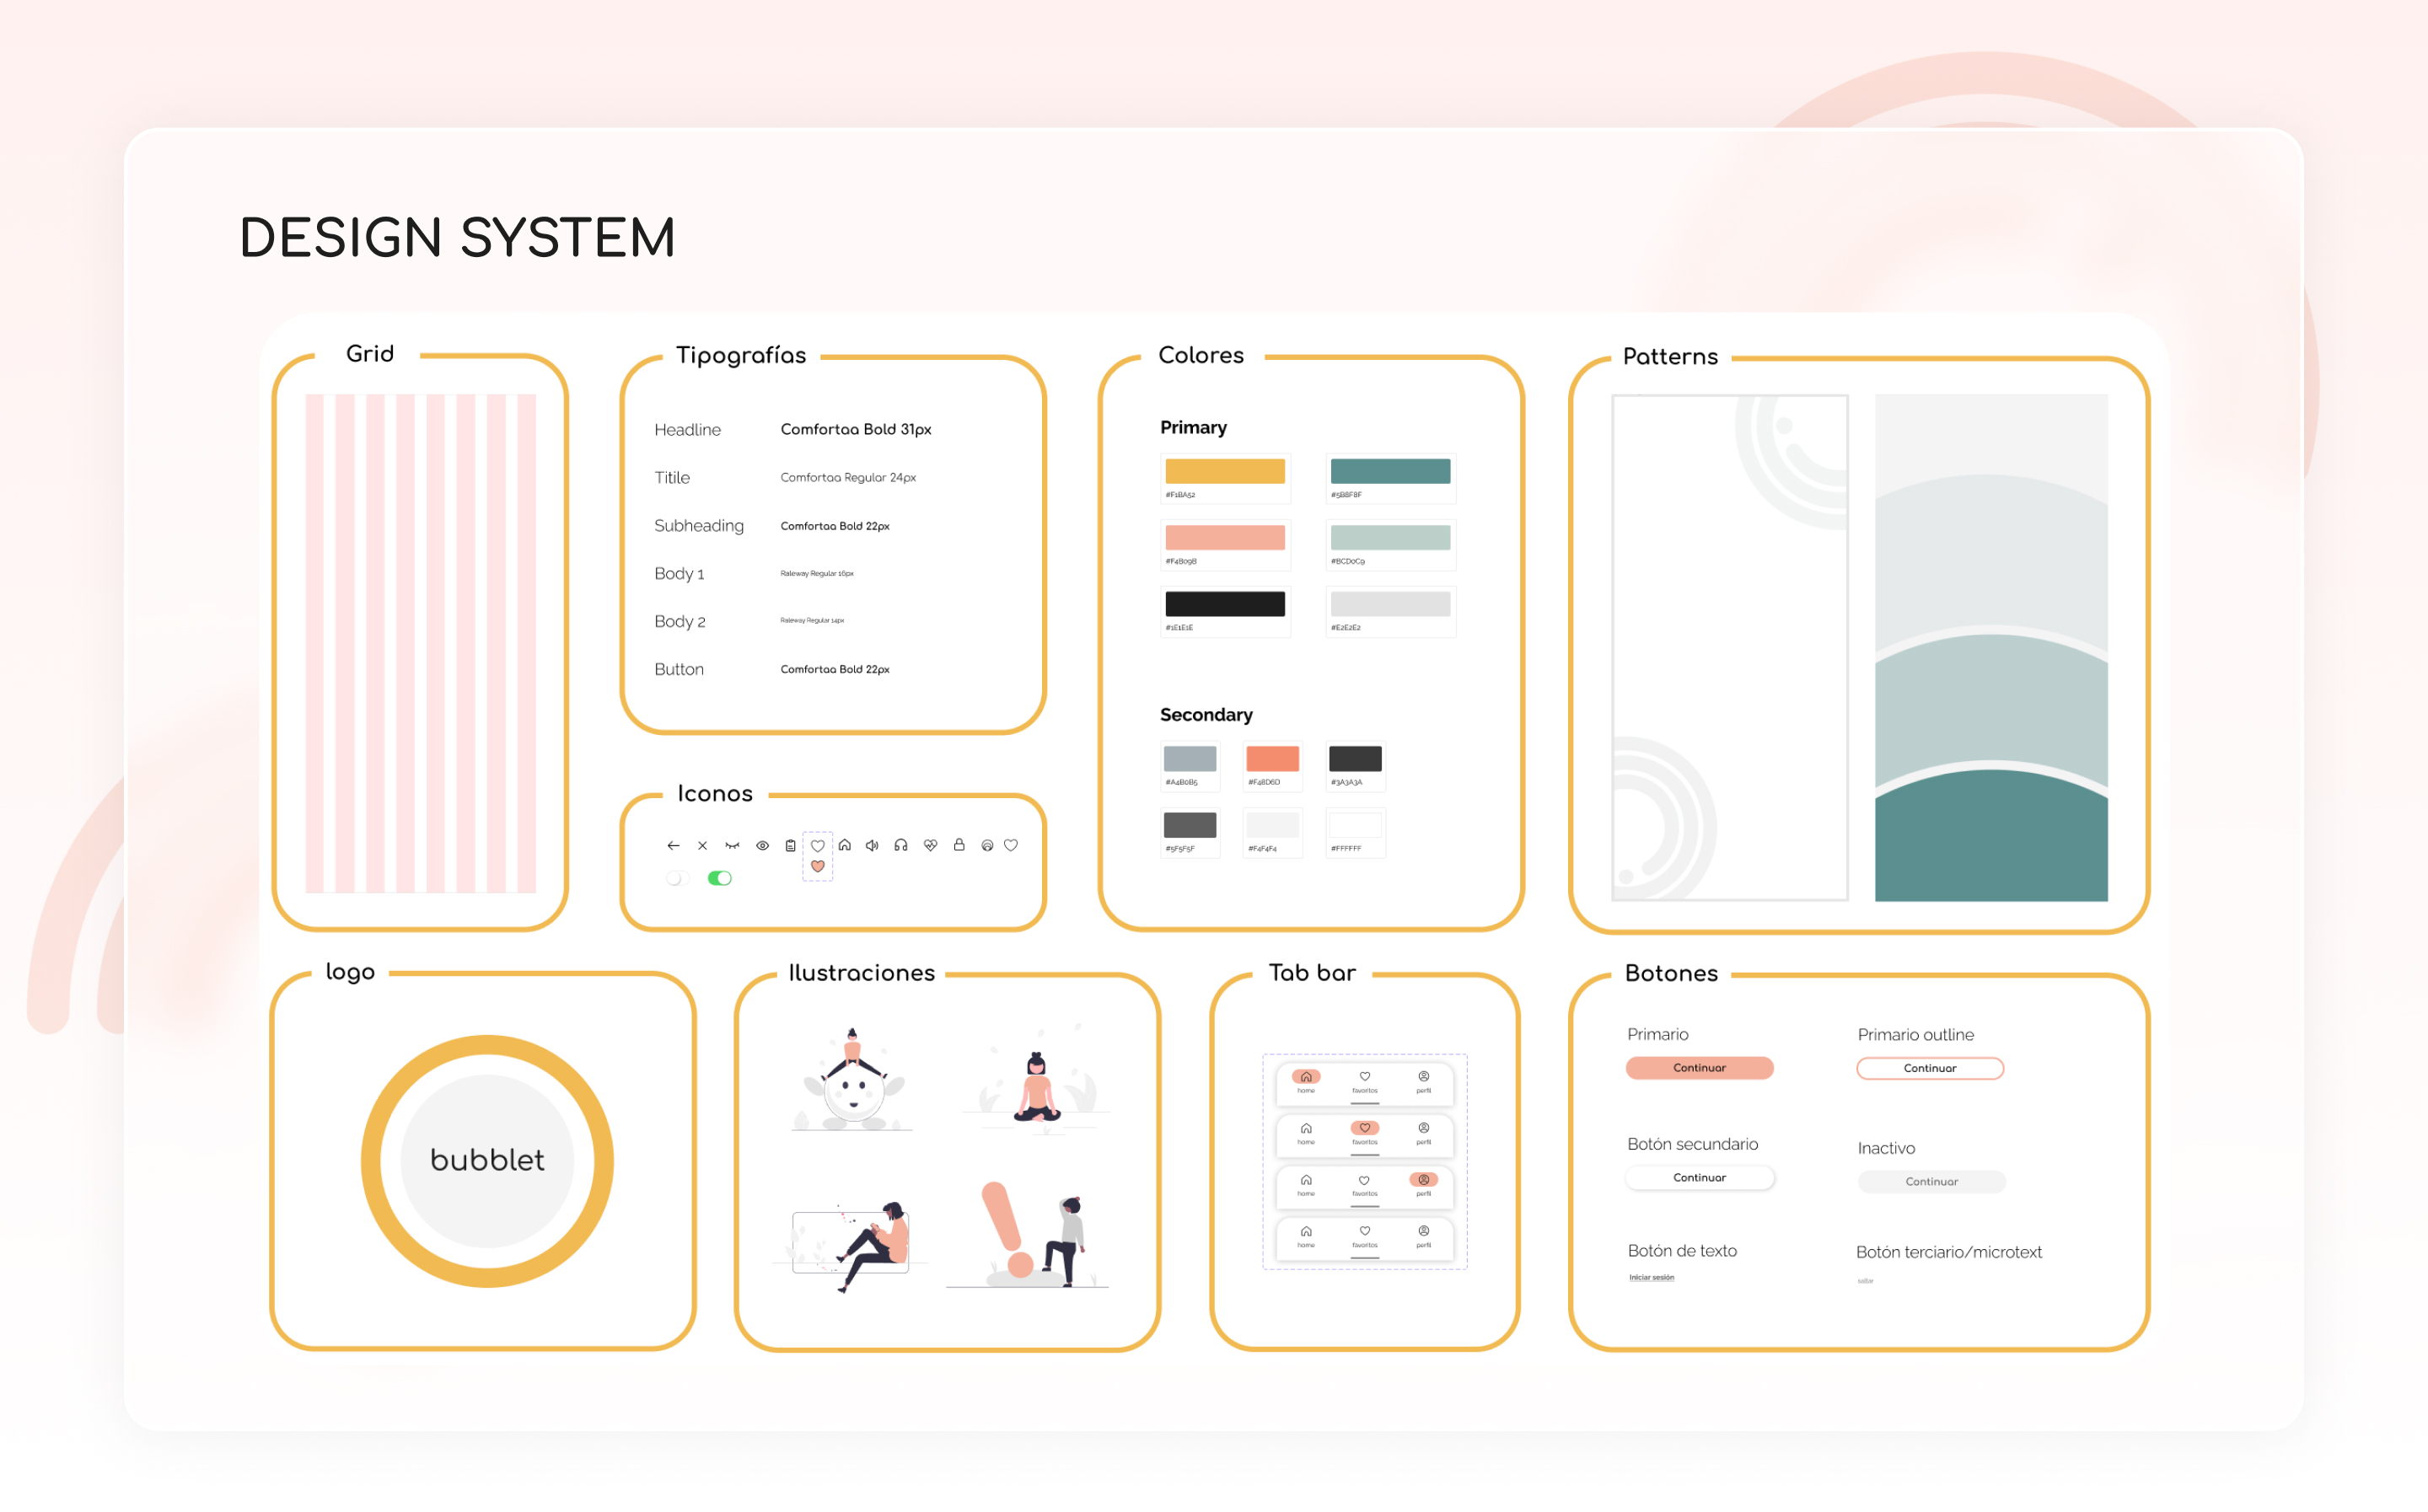 DESIGN SYSTEM
Grid
Tipografías
Headline Comfortaa Bold 31px
Titile Comfortaa Regular 24px
Subheading Comfortaa Bold 22px
Body 1 Raleway Regular 16px
Body 2 Raleway Regular 14px
Button Comfortaa Bold 22px
Iconos
Colores
Primary
#F1BA52 #5B8F8F
#F4B09B #BCD0C9
#1E1E1E #E2E2E2
Secondary
#A4B0B5 #F48D6D #3A3A3A
#5F5F5F #F4F4F4 #FFFFFF
Patterns
logo
bubblet
Ilustraciones
Tab bar
home favoritos perfil
home favoritos perfil
home favoritos perfil
home favoritos perfil
Botones
Primario Primario outline
Continuar Continuar
Botón secundario Inactivo
Continuar Continuar
Botón de texto Botón terciario/microtext
Iniciar sesión